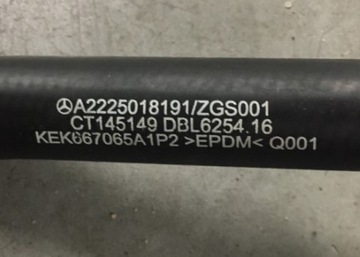 A2225018191/ZGS001
CT145149 DBL6254.16
KEK667065A1P2 >EPDM< Q001